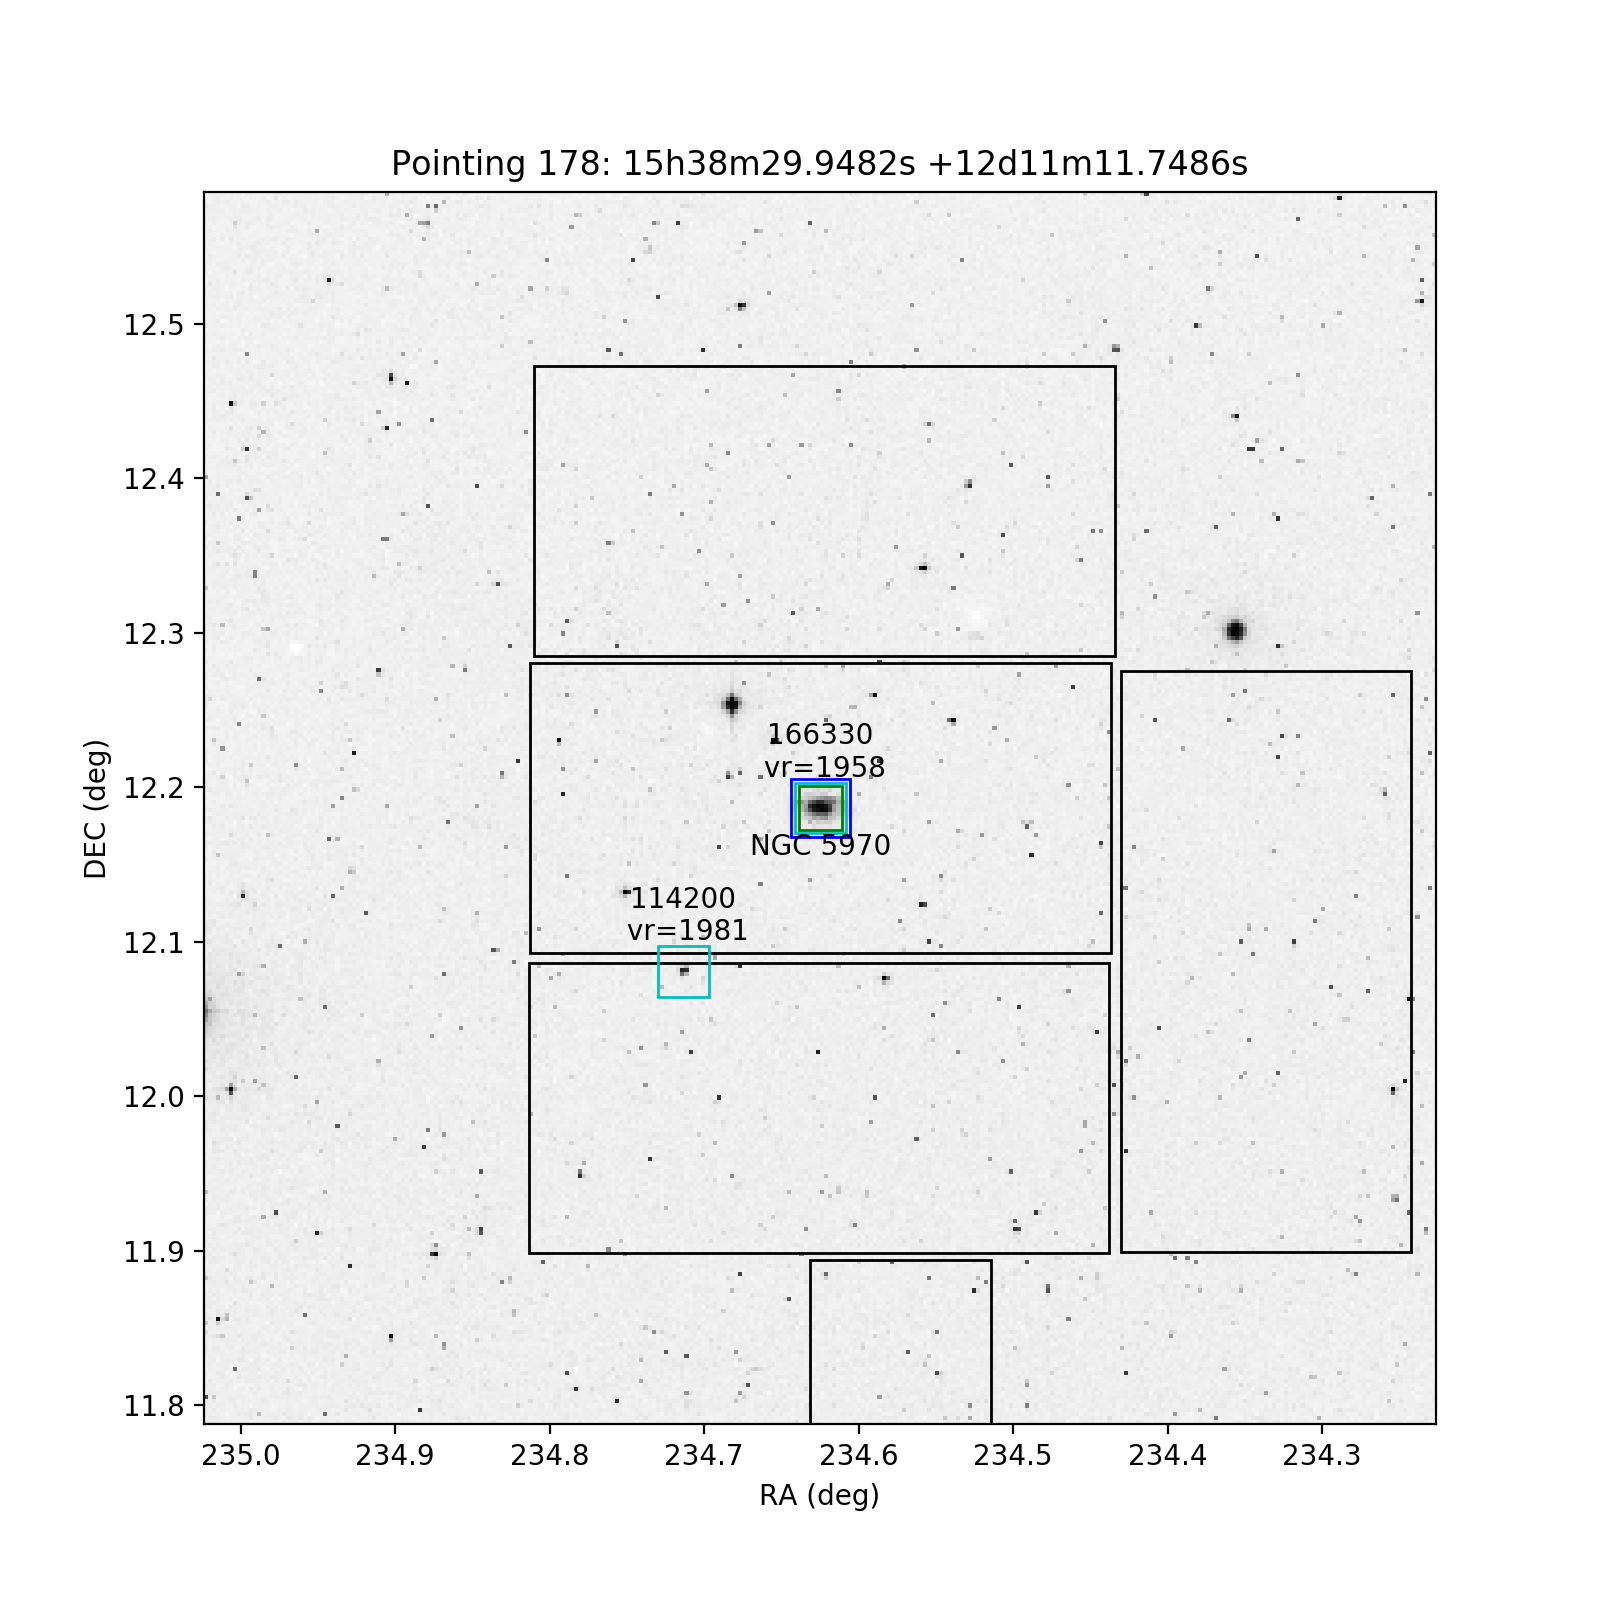 Pointing 178: 15h38m29.9482s +12d11m11.7486s
12.5
12.4
12.3
12.2
12.1
12.0
11.9
11.8
DEC (deg)
166330
vr=1958
NGC 5970
114200
vr=1981
235.0 234.9 234.8 234.7 234.6 234.5 234.4 234.3
RA (deg)